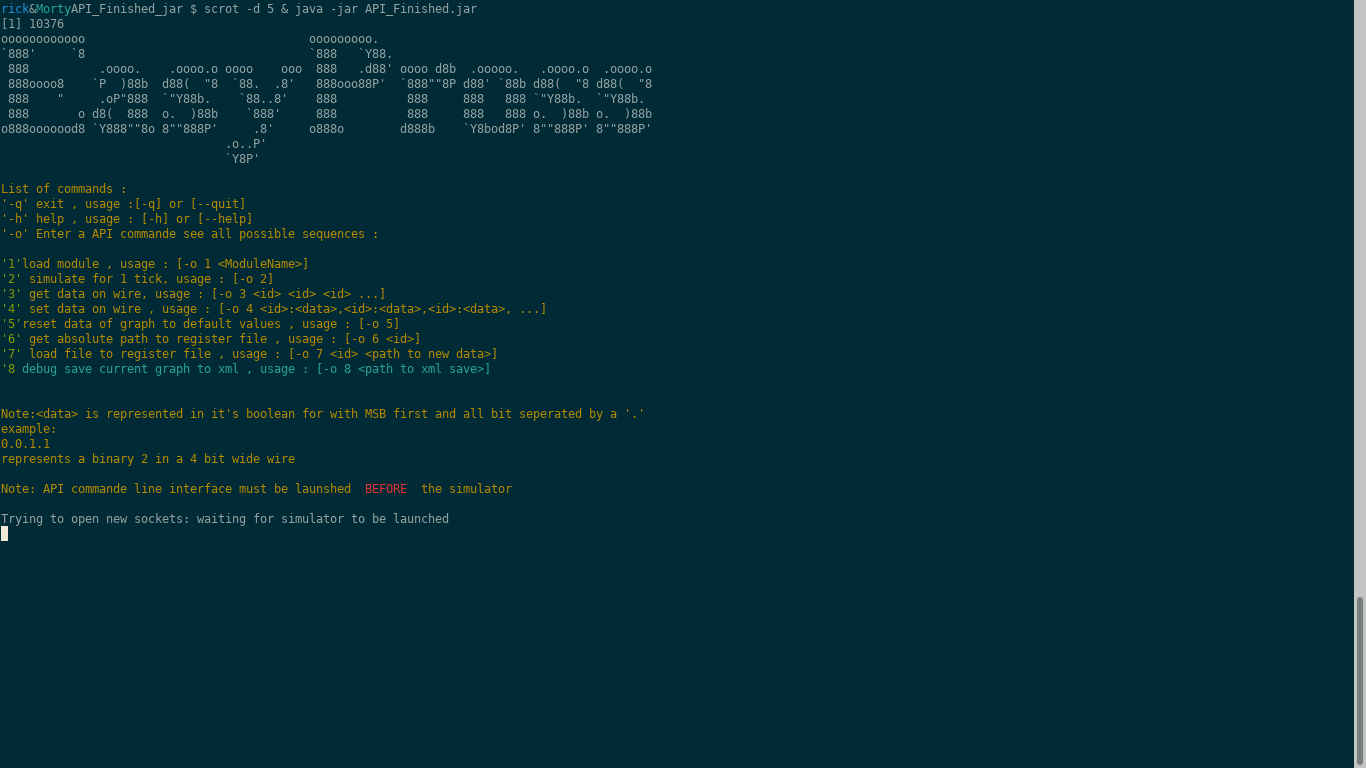 rick&MortyAPI_Finished_jar $ scrot -d 5 & java -jar API_Finished.jar
[1] 10376
oooooooooooo                                ooooooooo.
`888'     `8                                `888   `Y88.
 888          .oooo.    .oooo.o oooo    ooo  888   .d88' oooo d8b  .ooooo.   .oooo.o  .oooo.o
 888oooo8    `P  )88b  d88(  "8  `88.  .8'   888ooo88P'  `888""8P d88' `88b d88(  "8 d88(  "8
 888    "     .oP"888  `"Y88b.    `88..8'    888          888     888   888 `"Y88b.  `"Y88b.
 888       o d8(  888  o.  )88b    `888'     888          888     888   888 o.  )88b o.  )88b
o888ooooood8 `Y888""8o 8""888P'     .8'     o888o        d888b    `Y8bod8P' 8""888P' 8""888P'
                                .o..P'
                                `Y8P'
List of commands :
'-q' exit , usage :[-q] or [--quit]
'-h' help , usage : [-h] or [--help]
'-o' Enter a API commande see all possible sequences :
'1'load module , usage : [-o 1 <ModuleName>]
'2' simulate for 1 tick, usage : [-o 2]
'3' get data on wire, usage : [-o 3 <id> <id> <id> ...]
'4' set data on wire , usage : [-o 4 <id>:<data>,<id>:<data>,<id>:<data>, ...]
'5'reset data of graph to default values , usage : [-o 5]
'6' get absolute path to register file , usage : [-o 6 <id>]
'7' load file to register file , usage : [-o 7 <id> <path to new data>]
'8 debug save current graph to xml , usage : [-o 8 <path to xml save>]
Note:<data> is represented in it's boolean for with MSB first and all bit seperated by a '.'
example:
0.0.1.1
represents a binary 2 in a 4 bit wide wire
Note: API commande line interface must be launshed  BEFORE  the simulator
Trying to open new sockets: waiting for simulator to be launched